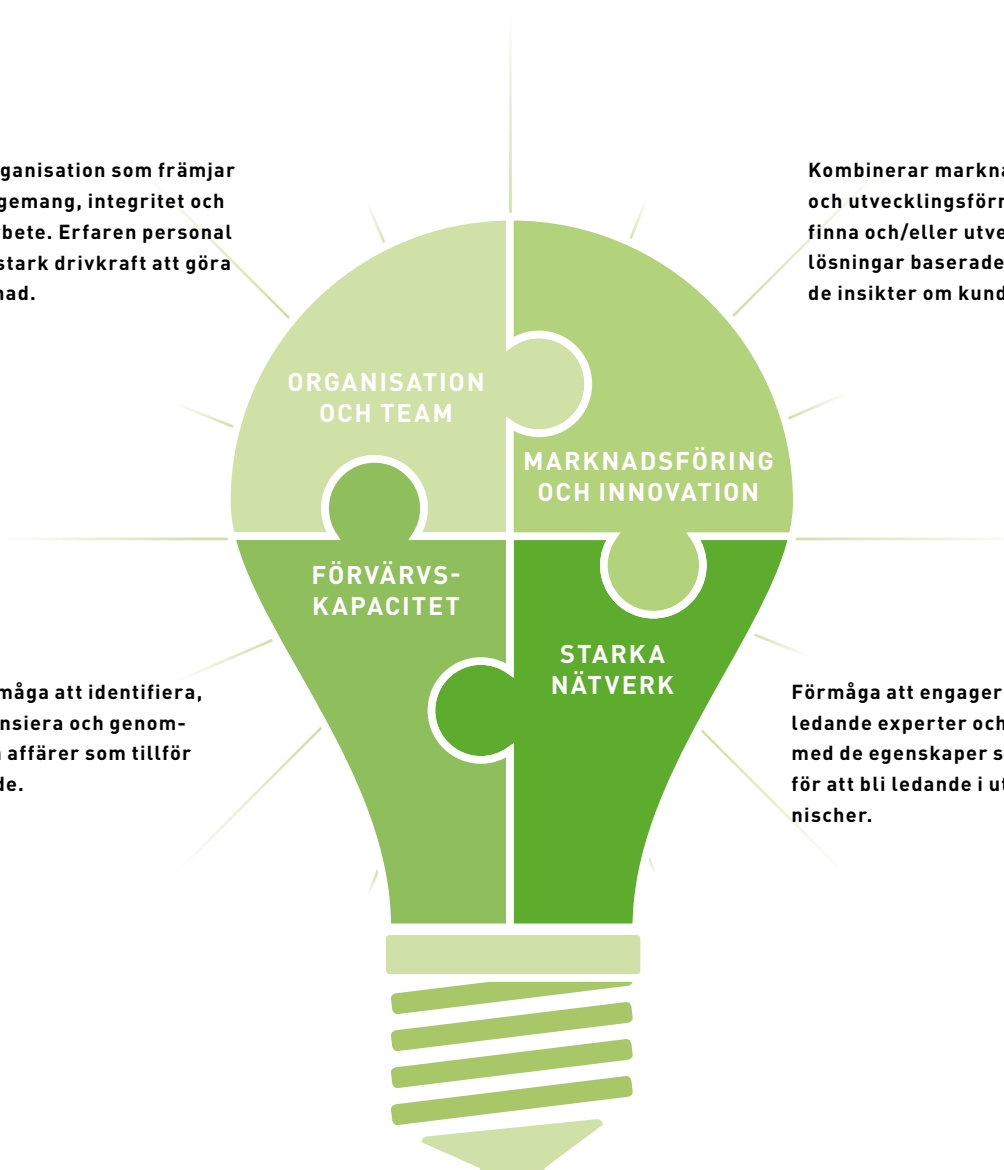 ganisation som främjar
gemang, integritet och
bete. Erfaren personal
stark drivkraft att göra
nad.
Kombinerar markna
och utvecklingsförr
finna och/eller utve
lösningar baserade
de insikter om kund
ORGANISATION
OCH TEAM
MARKNADSFÖRING
OCH INNOVATION
FÖRVÄRVS-
KAPACITET
STARKA
NÄTVERK
måga att identifiera,
nsiera och genom-
affärer som tillför
de.
Förmåga att engager
ledande experter och
med de egenskaper s
för att bli ledande i ut
nischer.